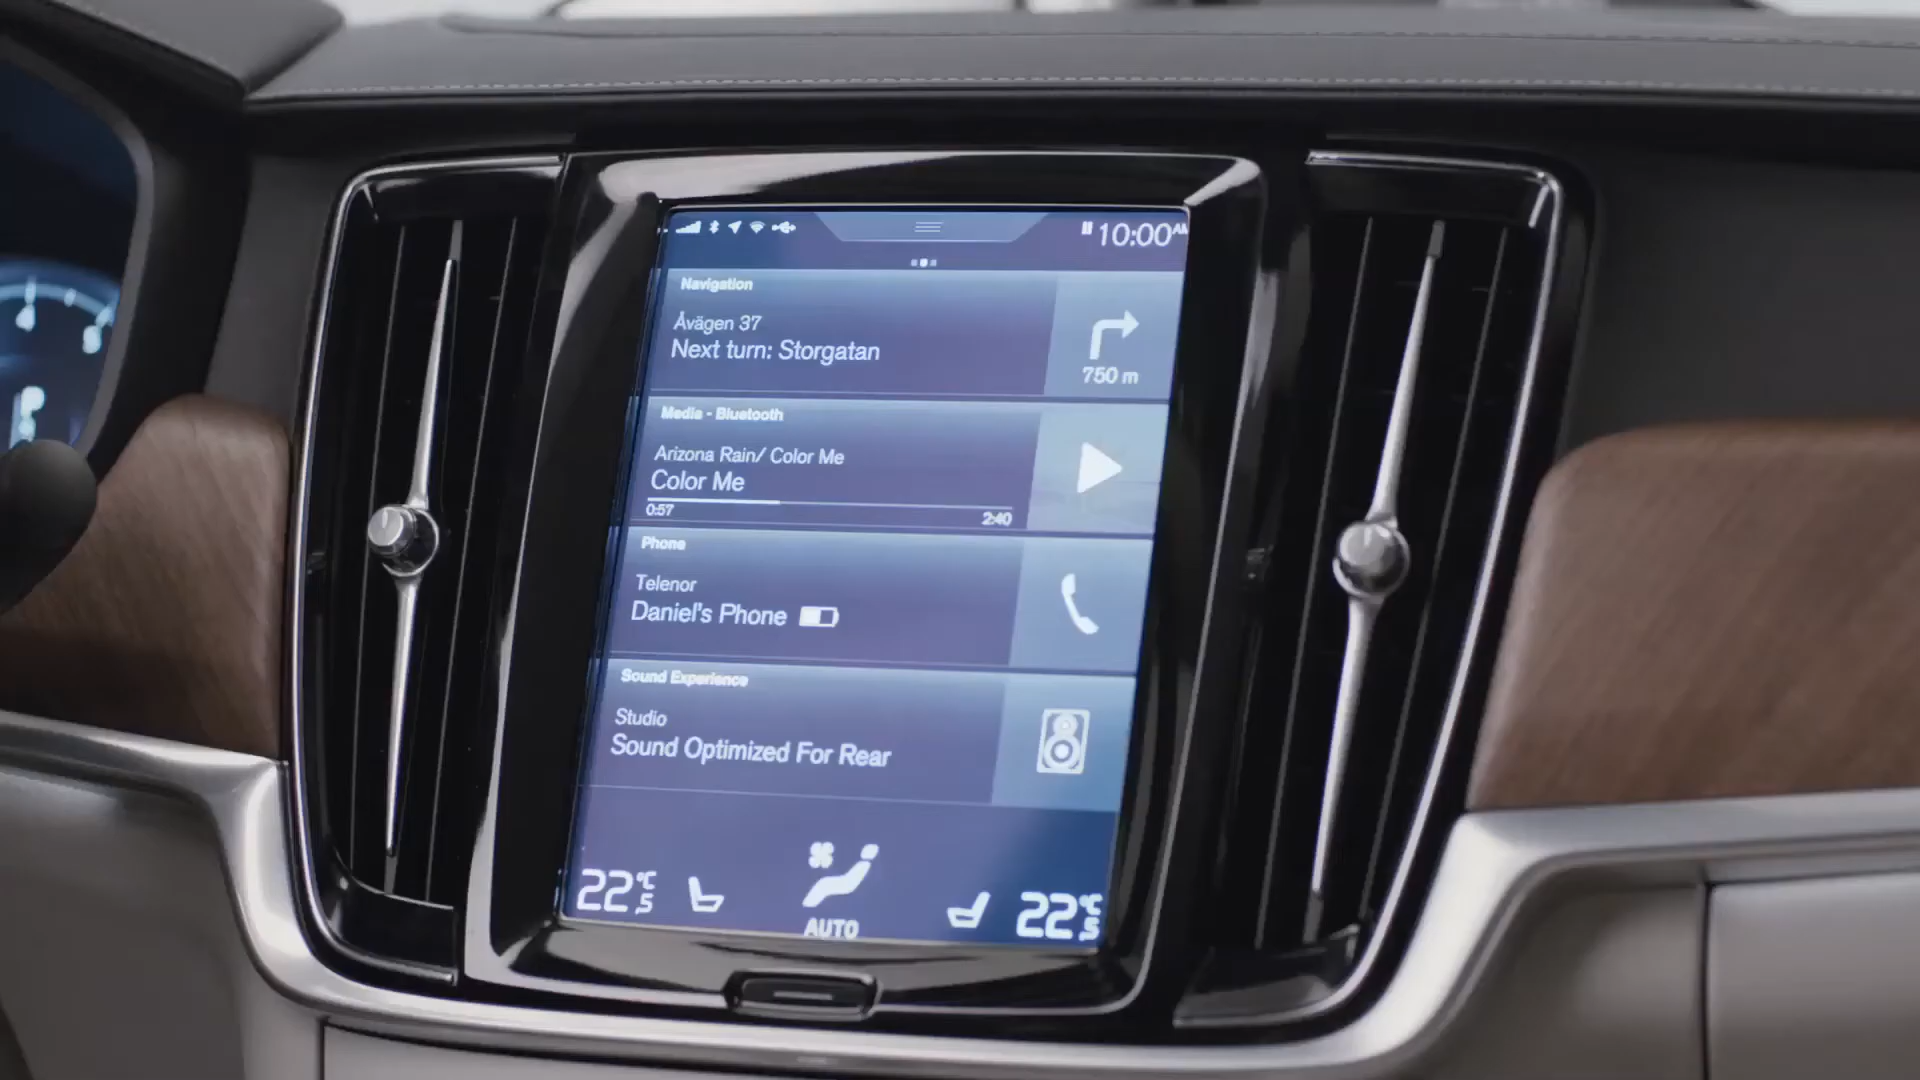 10:00AM
Navigation
Åvägen 37
Next turn: Storgatan
750 m
Media - Bluetooth
Arizona Rain/ Color Me
Color Me
0:57 2:40
Phone
Telenor
Daniel's Phone
Sound Experience
Studio
Sound Optimized For Rear
22,5°C 22,5°C
AUTO